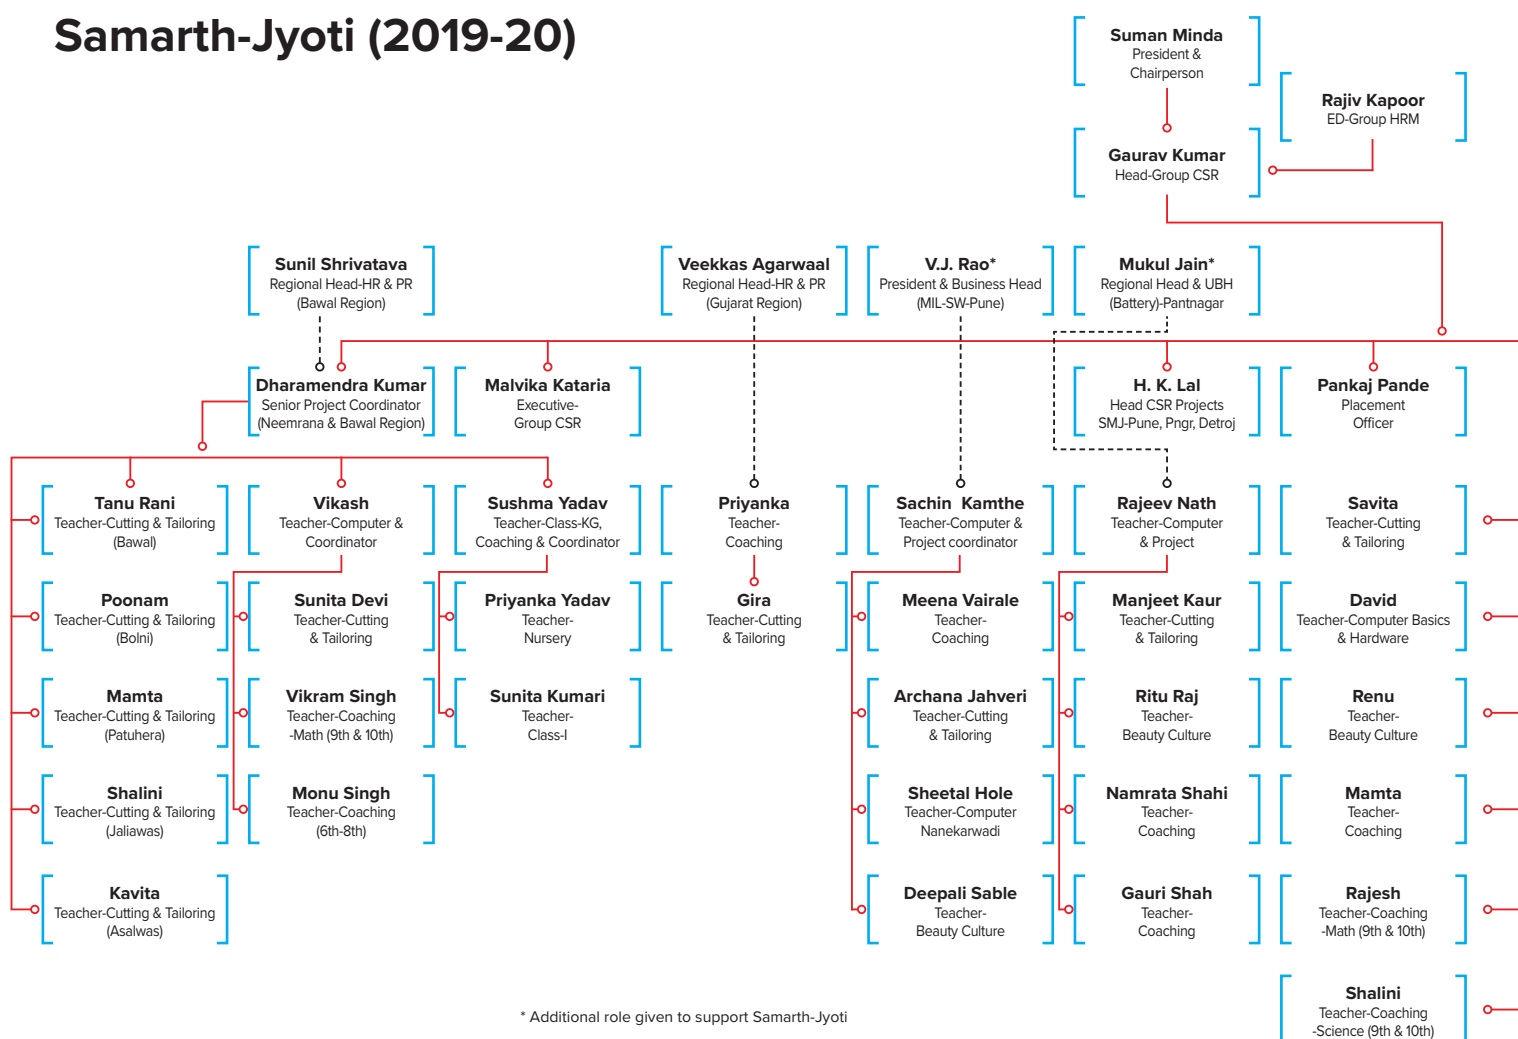 Samarth-Jyoti (2019-20)
Suman Minda
President &
Chairperson
Rajiv Kapoor
ED-Group HRM
Gaurav Kumar
Head-Group CSR
Sunil Shrivatava
Regional Head-HR & PR
(Bawal Region)
Veekkas Agarwaal
Regional Head-HR & PR
(Gujarat Region)
V.J. Rao*
President & Business Head
(MIL-SW-Pune)
Mukul Jain*
Regional Head & UBH
(Battery)-Pantnagar
Dharamendra Kumar
Senior Project Coordinator
(Neemrana & Bawal Region)
Malvika Kataria
Executive-
Group CSR
H. K. Lal
Head CSR Projects
SMJ-Pune, Pngr, Detroj
Pankaj Pande
Placement
Officer
Tanu Rani
Teacher-Cutting & Tailoring
(Bawal)
Vikash
Teacher-Computer &
Coordinator
Sushma Yadav
Teacher-Class-KG,
Coaching & Coordinator
Priyanka
Teacher-
Coaching
Sachin Kamthe
Teacher-Computer &
Project coordinator
Rajeev Nath
Teacher-Computer
& Project
Savita
Teacher-Cutting
& Tailoring
Poonam
Teacher-Cutting & Tailoring
(Bolni)
Sunita Devi
Teacher-Cutting
& Tailoring
Priyanka Yadav
Teacher-
Nursery
Gira
Teacher-Cutting
& Tailoring
Meena Vairale
Teacher-
Coaching
Manjeet Kaur
Teacher-Cutting
& Tailoring
David
Teacher-Computer Basics
& Hardware
Mamta
Teacher-Cutting & Tailoring
(Patuhera)
Vikram Singh
Teacher-Coaching
-Math (9th & 10th)
Sunita Kumari
Teacher-
Class-I
Archana Jahveri
Teacher-Cutting
& Tailoring
Ritu Raj
Teacher-
Beauty Culture
Renu
Teacher-
Beauty Culture
Shalini
Teacher-Cutting & Tailoring
(Jaliawas)
Monu Singh
Teacher-Coaching
(6th-8th)
Sheetal Hole
Teacher-Computer
Nanekarwadi
Namrata Shahi
Teacher-
Coaching
Mamta
Teacher-
Coaching
Kavita
Teacher-Cutting & Tailoring
(Asalwas)
Deepali Sable
Teacher-
Beauty Culture
Gauri Shah
Teacher-
Coaching
Rajesh
Teacher-Coaching
-Math (9th & 10th)
Shalini
Teacher-Coaching
-Science (9th & 10th)
* Additional role given to support Samarth-Jyoti